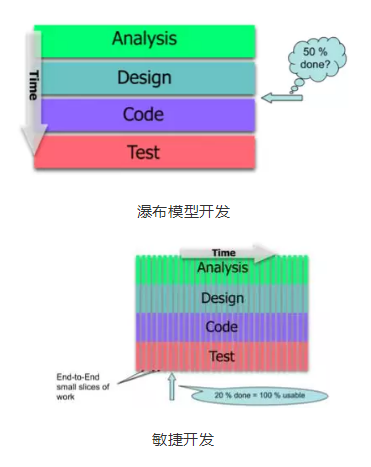 Analysis
50 %
done?
Design
Time
Code
Test
瀑布模型开发
Time
Analysis
Design
Code
Test
End-to-End
small slices of
work
20 % done = 100 % usable
敏捷开发